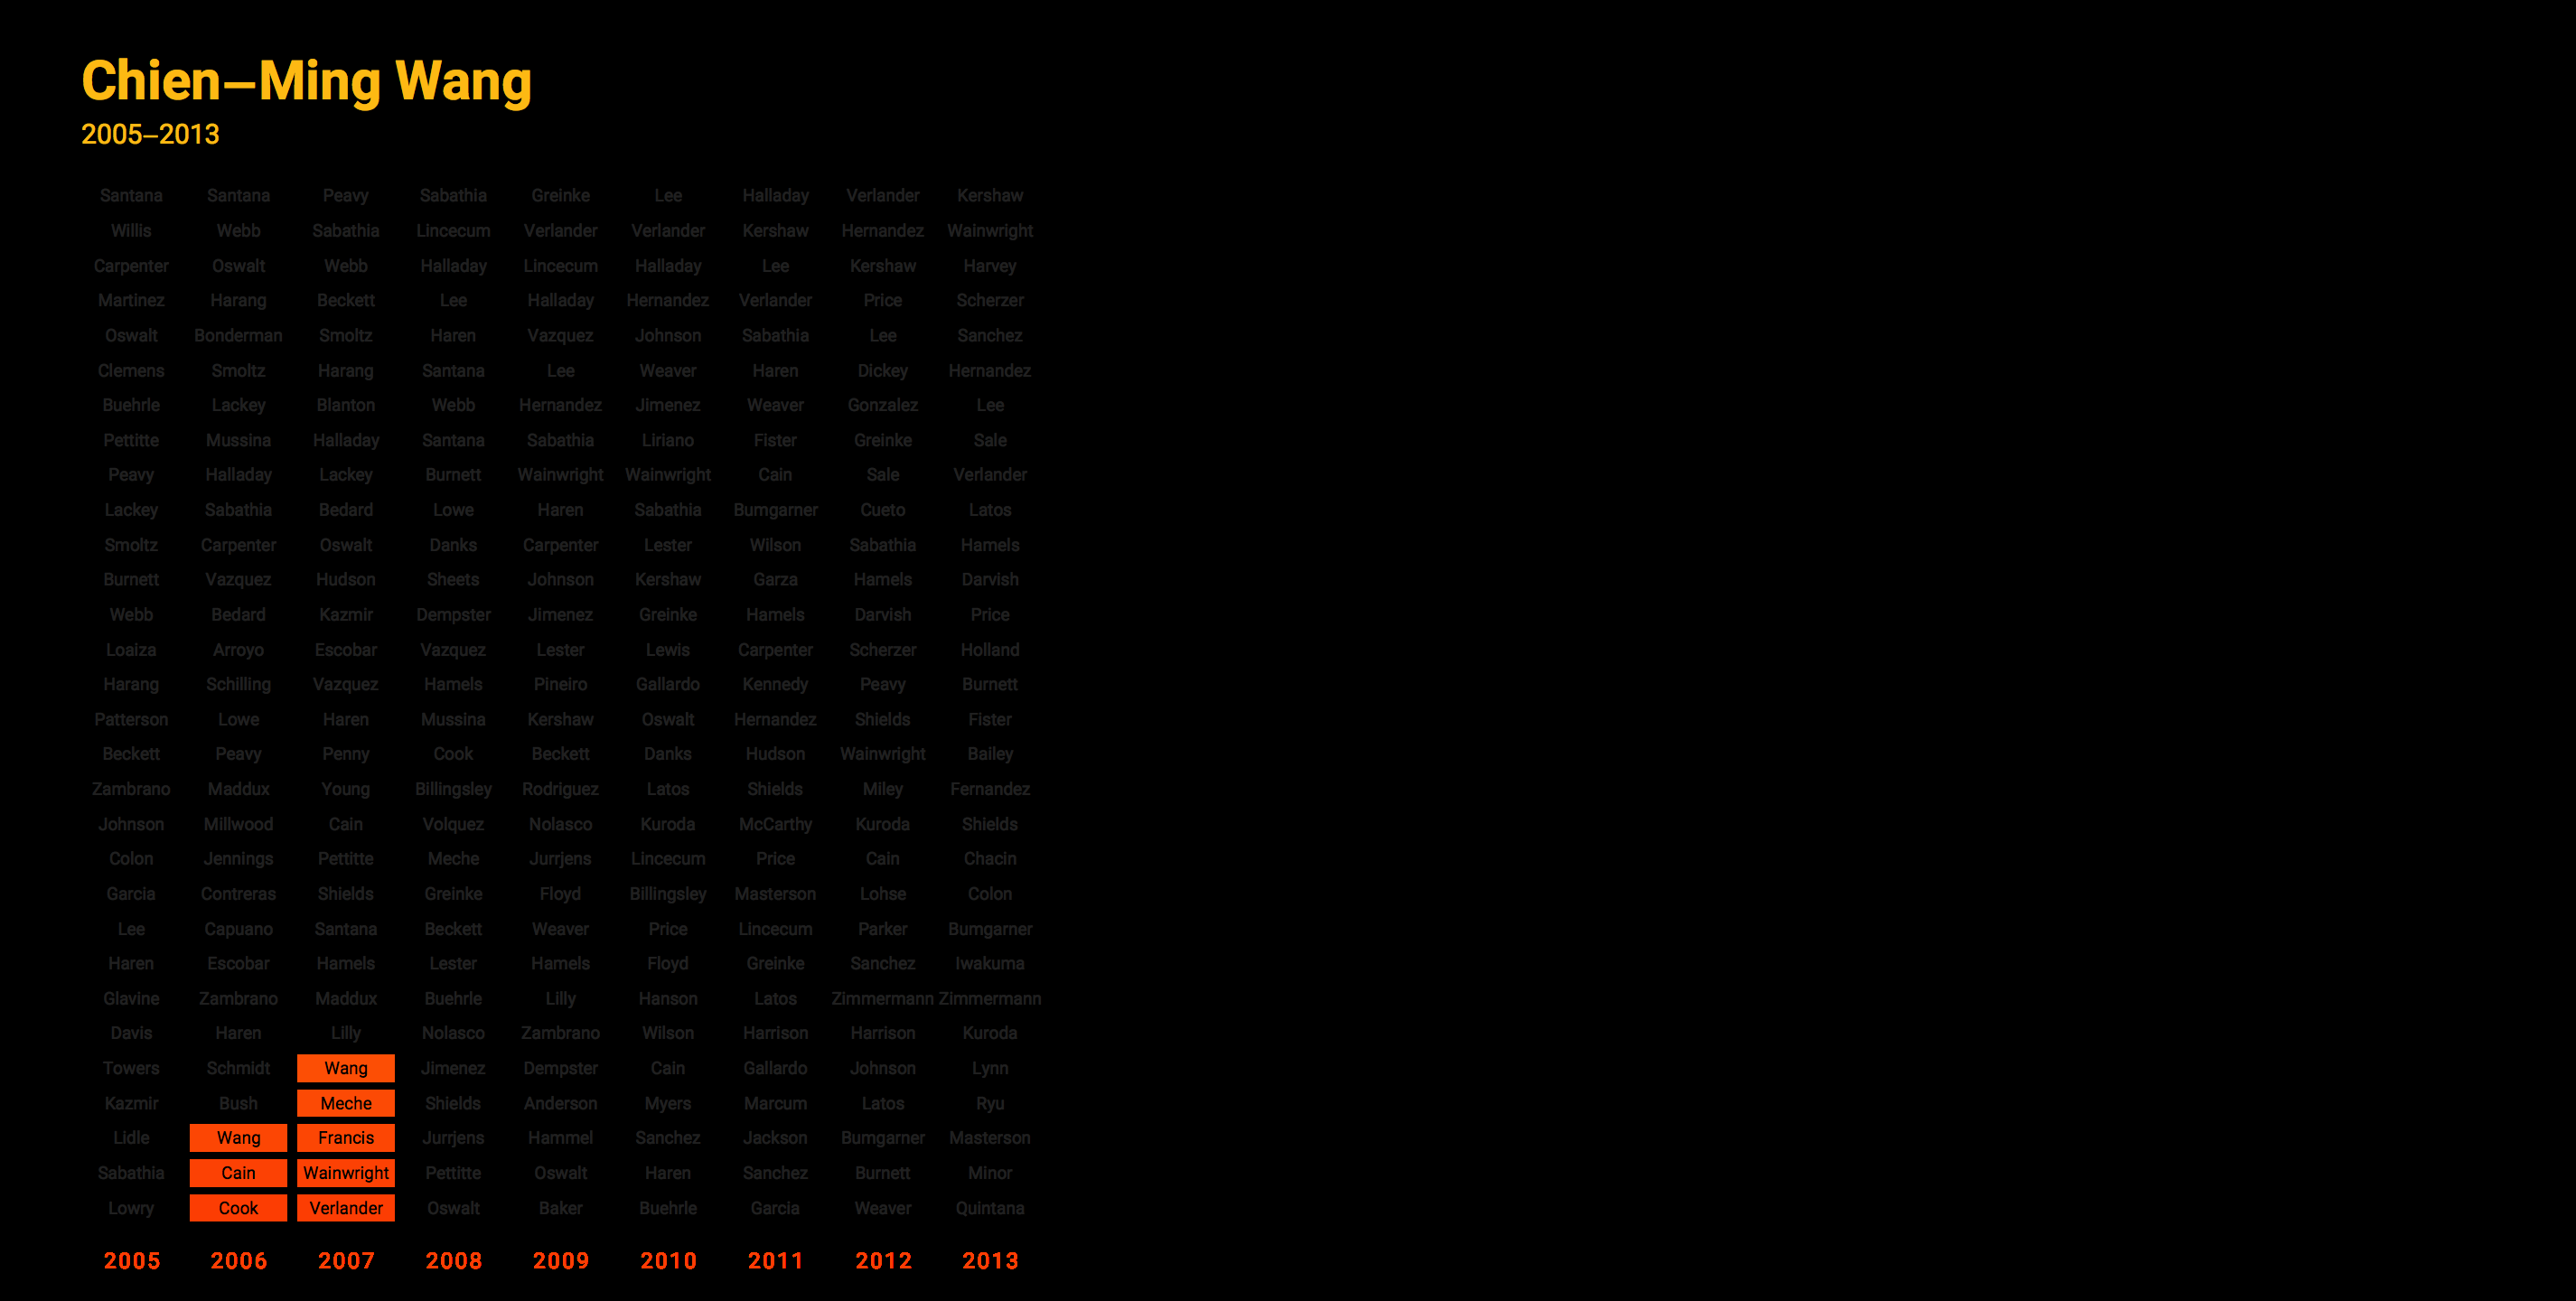 Chien–Ming Wang
2005–2013
Santana Santana Peavy Sabathia Greinke Lee Halladay Verlander Kershaw
Willis Webb Sabathia Lincecum Verlander Verlander Kershaw Hernandez Wainwright
Carpenter Oswalt Webb Halladay Lincecum Halladay Lee Kershaw Harvey
Martinez Harang Beckett Lee Halladay Hernandez Verlander Price Scherzer
Oswalt Bonderman Smoltz Haren Vazquez Johnson Sabathia Lee Sanchez
Clemens Smoltz Harang Santana Lee Weaver Haren Dickey Hernandez
Buehrle Lackey Blanton Webb Hernandez Jimenez Weaver Gonzalez Lee
Pettitte Mussina Halladay Santana Sabathia Liriano Fister Greinke Sale
Peavy Halladay Lackey Burnett Wainwright Wainwright Cain Sale Verlander
Lackey Sabathia Bedard Lowe Haren Sabathia Bumgarner Cueto Latos
Smoltz Carpenter Oswalt Danks Carpenter Lester Wilson Sabathia Hamels
Burnett Vazquez Hudson Sheets Johnson Kershaw Garza Hamels Darvish
Webb Bedard Kazmir Dempster Jimenez Greinke Hamels Darvish Price
Loaiza Arroyo Escobar Vazquez Lester Lewis Carpenter Scherzer Holland
Harang Schilling Vazquez Hamels Pineiro Gallardo Kennedy Peavy Burnett
Patterson Lowe Haren Mussina Kershaw Oswalt Hernandez Shields Fister
Beckett Peavy Penny Cook Beckett Danks Hudson Wainwright Bailey
Zambrano Maddux Young Billingsley Rodriguez Latos Shields Miley Fernandez
Johnson Millwood Cain Volquez Nolasco Kuroda McCarthy Kuroda Shields
Colon Jennings Pettitte Meche Jurrjens Lincecum Price Cain Chacin
Garcia Contreras Shields Greinke Floyd Billingsley Masterson Lohse Colon
Lee Capuano Santana Beckett Weaver Price Lincecum Parker Bumgarner
Haren Escobar Hamels Lester Hamels Floyd Greinke Sanchez Iwakuma
Glavine Zambrano Maddux Buehrle Lilly Hanson Latos Zimmermann Zimmermann
Davis Haren Lilly Nolasco Zambrano Wilson Harrison Harrison Kuroda
Towers Schmidt Wang Jimenez Dempster Cain Gallardo Johnson Lynn
Kazmir Bush Meche Shields Anderson Myers Marcum Latos Ryu
Lidle Wang Francis Jurrjens Hammel Sanchez Jackson Bumgarner Masterson
Sabathia Cain Wainwright Pettitte Oswalt Haren Sanchez Burnett Minor
Lowry Cook Verlander Oswalt Baker Buehrle Garcia Weaver Quintana
2005 2006 2007 2008 2009 2010 2011 2012 2013